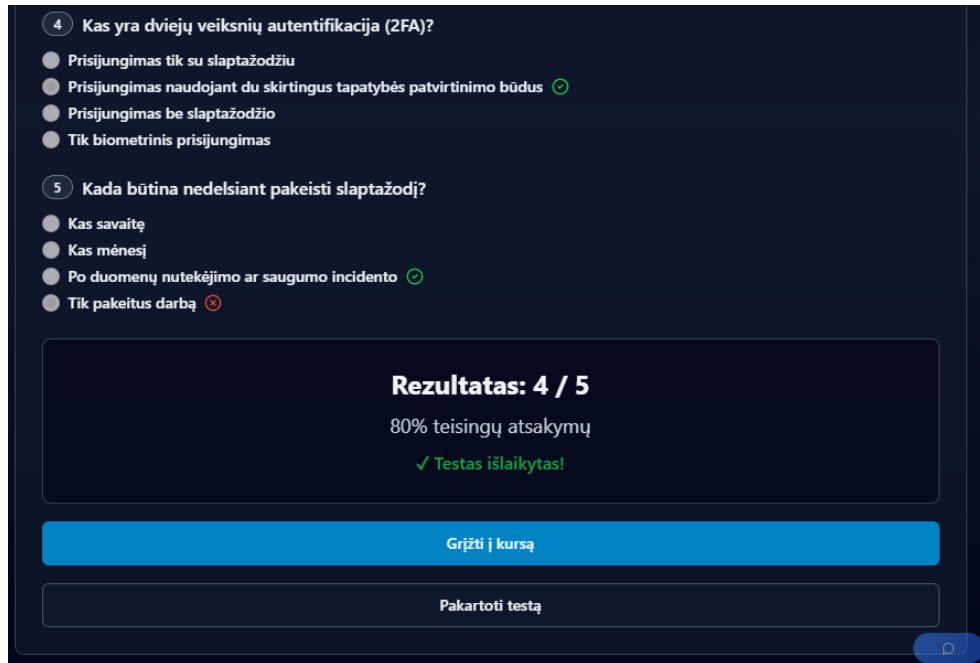 4 Kas yra dviejų veiksnių autentifikacija (2FA)?
Prisijungimas tik su slaptažodžiu
Prisijungimas naudojant du skirtingus tapatybės patvirtinimo būdus
Prisijungimas be slaptažodžio
Tik biometrinis prisijungimas
5 Kada būtina nedelsiant pakeisti slaptažodį?
Kas savaitę
Kas mėnesį
Po duomenų nutekėjimo ar saugumo incidento
Tik pakeitus darbą
Rezultatas: 4 / 5
80% teisingų atsakymų
✓ Testas išlaikytas!
Grįžti į kursą
Pakartoti testą